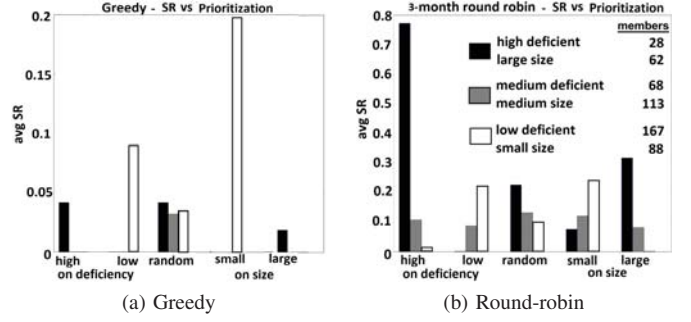 Greedy - SR vs Prioritization
avg SR
0.2
0.15
0.1
0.05
0
high low random small large
on deficiency on size
(a) Greedy
3-month round robin - SR vs Prioritization
avg SR
0.8
0.7
0.6
0.5
0.4
0.3
0.2
0.1
0
members
high deficient 28
large size 62
medium deficient 68
medium size 113
low deficient 167
small size 88
high low random small large
on deficiency on size
(b) Round-robin